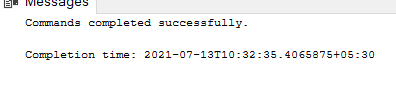 Messages
Commands completed successfully.
Completion time: 2021-07-13T10:32:35.4065875+05:30